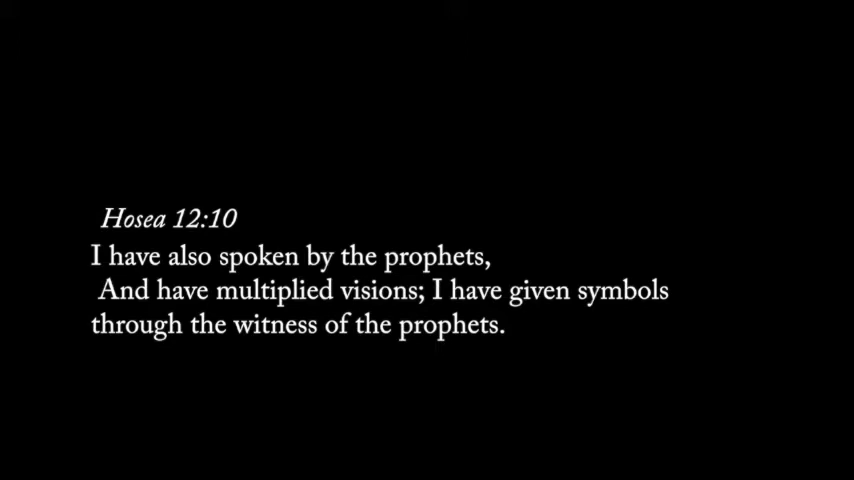 Hosea 12:10
I have also spoken by the prophets,
And have multiplied visions; I have given symbols
through the witness of the prophets.